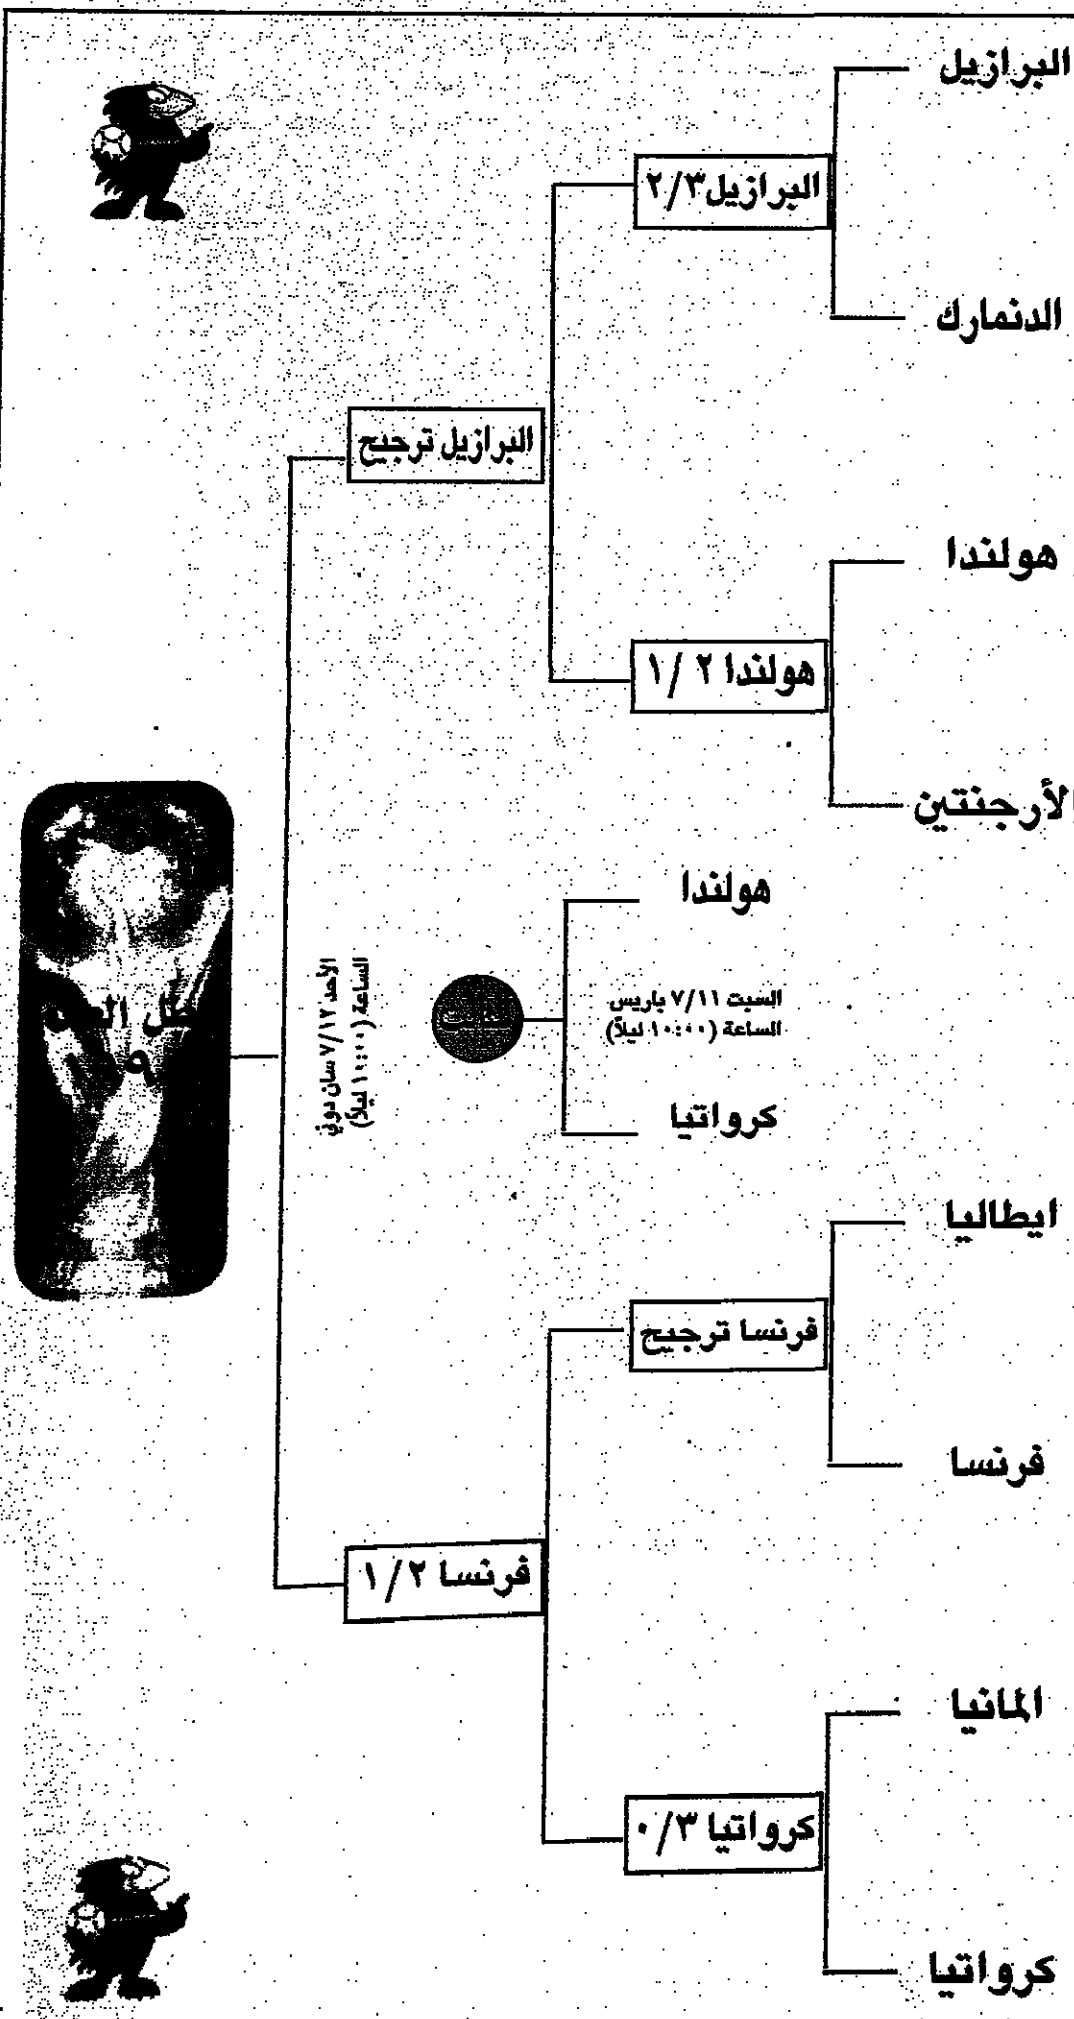 البرازيل
البرازيل ٢/٣
الدنمارك
البرازيل ترجيح
هولندا
هولندا ٢ /١
الأرجنتين
هولندا
السبت ٧/١١ باريس
الساعة (١٠:٠٠ ليلاً)
كرواتيا
الأحد ٧/١٢ سان دوني
الساعة (١٠:٠٠ ليلاً)
ايطاليا
فرنسا ترجيح
فرنسا
فرنسا ١/٢
المانيا
كرواتيا ٠/٣
كرواتيا